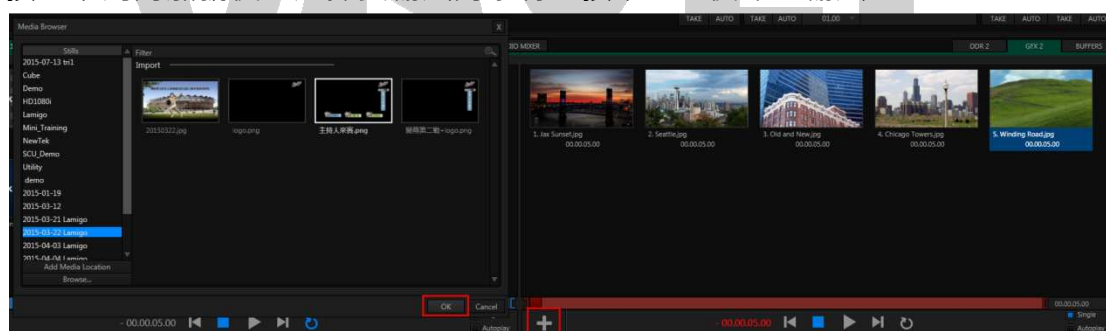 TAKE AUTO TAKE AUTO 01.00 TAKE AUTO TAKE AUTO
Media Browser X
DIO MIXER DDR 2 GFX 2 BUFFERS
Stills
Filter
2015-07-13 tri1
Import
Cube
Demo
HD1080i
Lamigo
Mini_Training
NewTek
SCU_Demo
Utility
demo
2015-01-19
2015-03-12
2015-03-21 Lamigo
2015-03-22 Lamigo
2015-04-03 Lamigo
2015-04-04 Lamigo
Add Media Location
Browse...
20150322.jpg
logo.png
主持人來賓.png
OK Cancel
1. Jax Sunset.jpg
00.00.05.00
2. Seattle.jpg
00.00.05.00
3. Old and New.jpg
00.00.05.00
4. Chicago Towers.jpg
00.00.05.00
5. Winding Road.jpg
00.00.05.00
- 00.00.05.00
Autoplay
- 00.00.05.00
00.00.05.00
Single
Autoplay